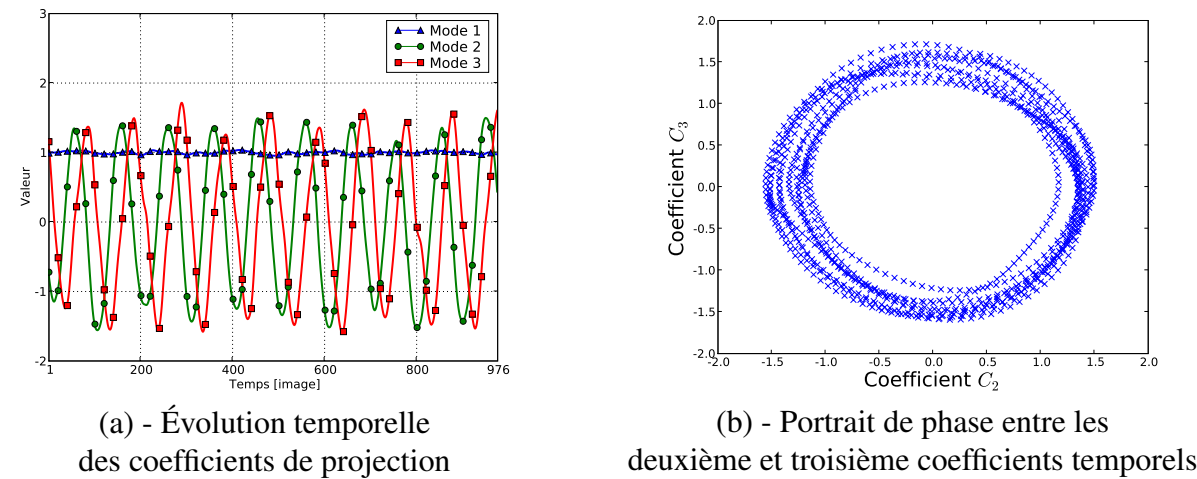 3
2
1
0
-1
-2
Valeur
Mode 1
Mode 2
Mode 3
1
200
400
600
800
976
Temps [image]
(a) - Évolution temporelle
des coefficients de projection
2.0
1.5
1.0
0.5
0.0
-0.5
-1.0
-1.5
-2.0
Coefficient C3
-2.0
-1.5
-1.0
-0.5
0.0
0.5
1.0
1.5
2.0
Coefficient C2
(b) - Portrait de phase entre les
deuxième et troisième coefficients temporels